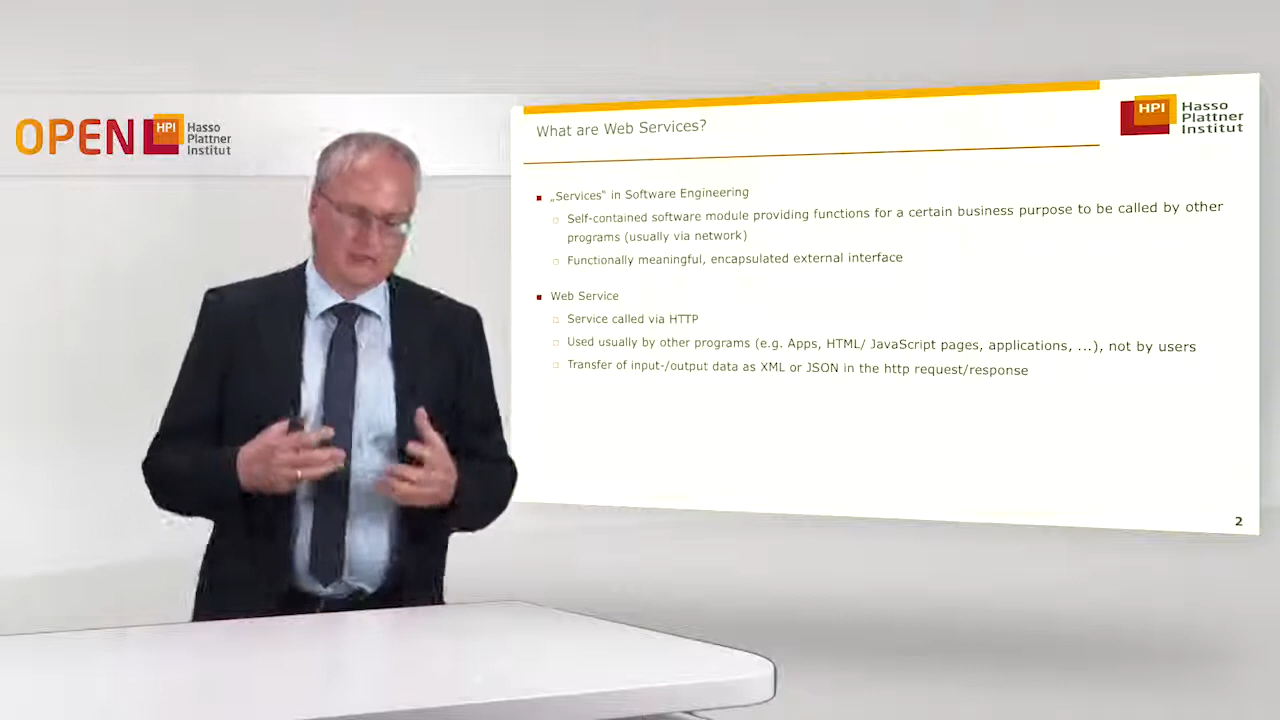 OPEN HPI Hasso
Plattner
Institut
What are Web Services?
HPI Hasso
Plattner
Institut
▪ „Services“ in Software Engineering
▫ Self-contained software module providing functions for a certain business purpose to be called by other
programs (usually via network)
▫ Functionally meaningful, encapsulated external interface
▪ Web Service
▫ Service called via HTTP
▫ Used usually by other programs (e.g. Apps, HTML/ JavaScript pages, applications, ...), not by users
▫ Transfer of input-/output data as XML or JSON in the http request/response
2